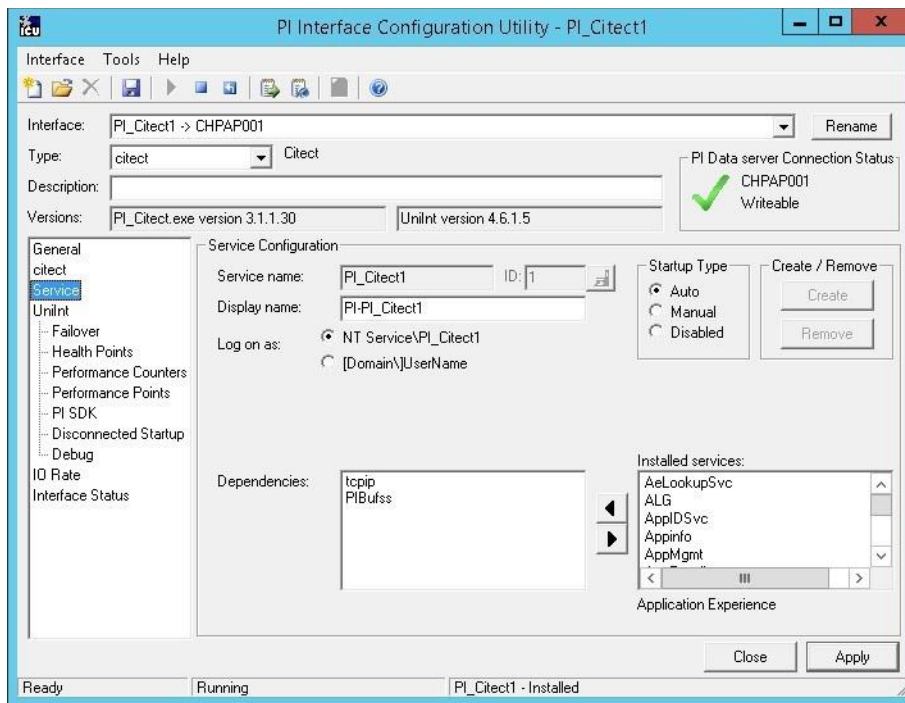 PI Interface Configuration Utility - PI_Citect1
Interface Tools Help
Interface: PI_Citect1 -> CHPAP001 Rename
Type: citect Citect
PI Data server Connection Status
CHPAP001
Writeable
Description:
Versions: PI_Citect.exe version 3.1.1.30 UniInt version 4.6.1.5
General
citect
Service
UniInt
Failover
Health Points
Performance Counters
Performance Points
PI SDK
Disconnected Startup
Debug
IO Rate
Interface Status
Service Configuration
Service name: PI_Citect1 ID: 1
Display name: PI-PI_Citect1
Log on as: NT Service\PI_Citect1
[Domain\]UserName
Startup Type
Auto
Manual
Disabled
Create / Remove
Create
Remove
Dependencies:
tcpip
PIBufss
Installed services:
AeLookupSvc
ALG
AppIDSvc
Appinfo
AppMgmt
Application Experience
Close Apply
Ready Running PI_Citect1 - Installed